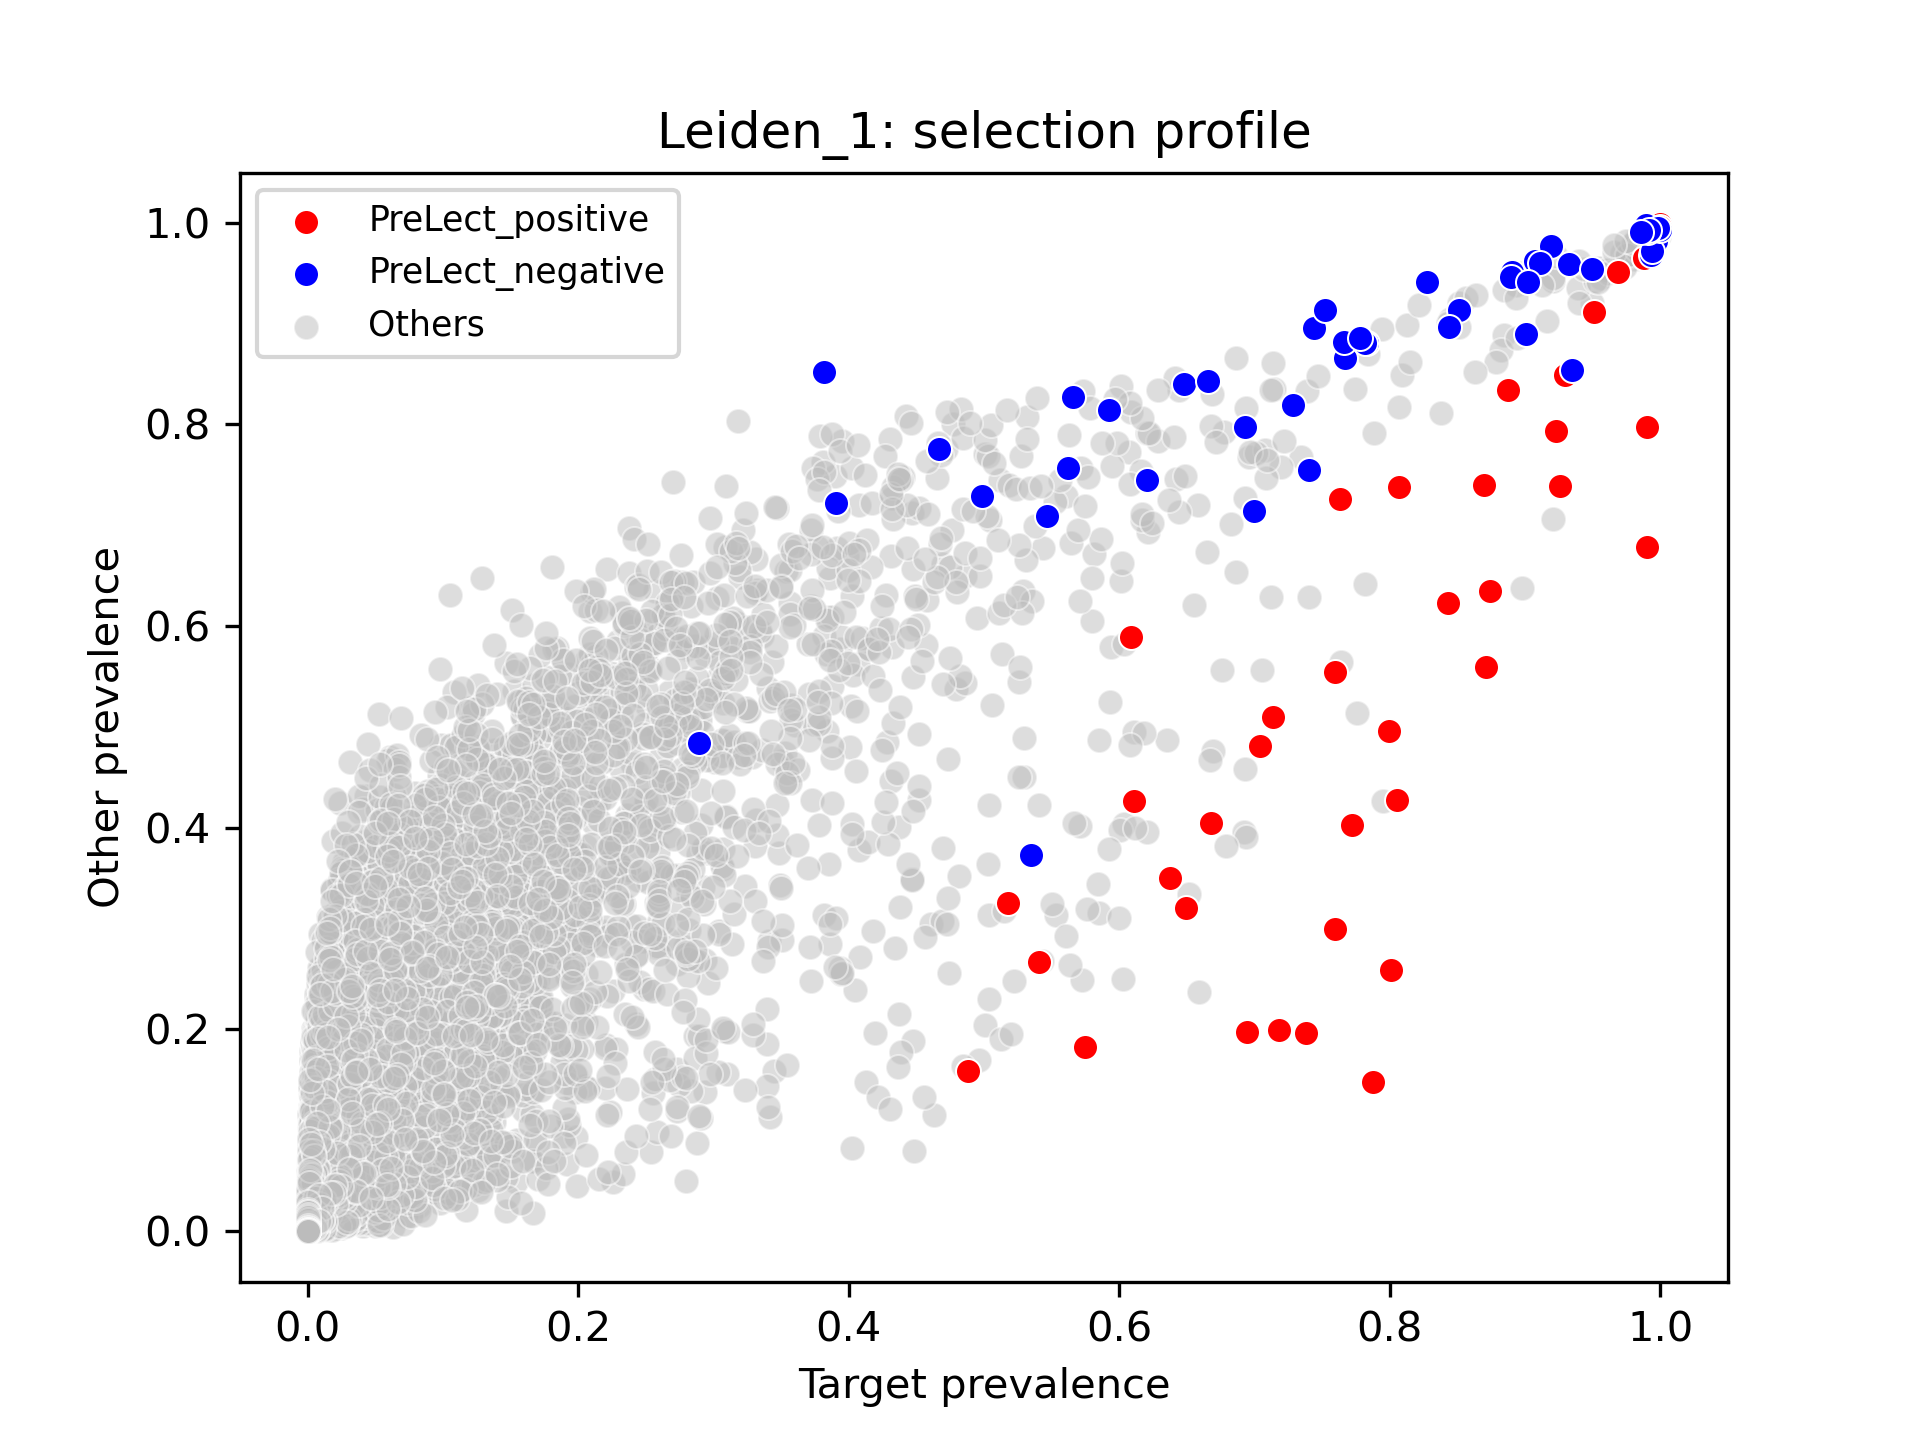 Leiden_1: selection profile
PreLect_positive
PreLect_negative
Others
1.0
0.8
0.6
0.4
0.2
0.0
Other prevalence
0.0 0.2 0.4 0.6 0.8 1.0
Target prevalence